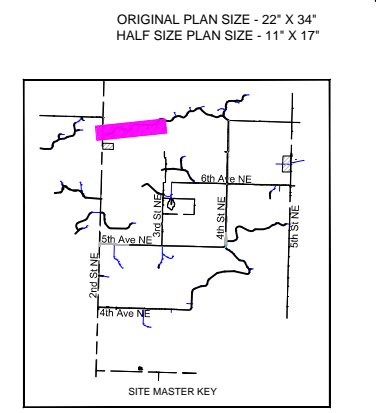 ORIGINAL PLAN SIZE - 22" X 34"
HALF SIZE PLAN SIZE - 11" X 17"
6th Ave NE
3rd St NE
4th St NE
5th St NE
5th Ave NE
2nd St NE
4th Ave NE
SITE MASTER KEY